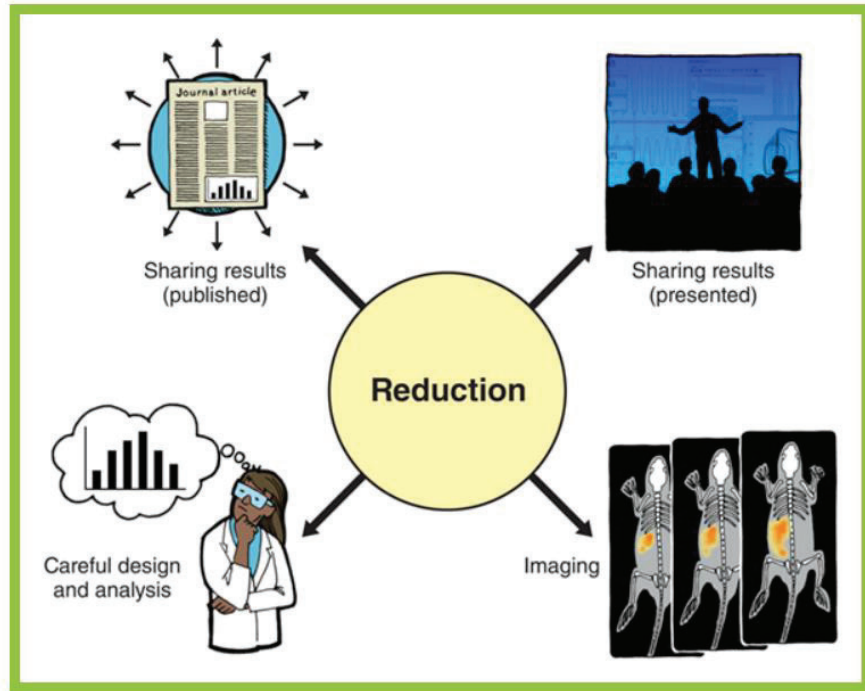 Journal article
Sharing results
(published)
Sharing results
(presented)
Reduction
Careful design
and analysis
Imaging